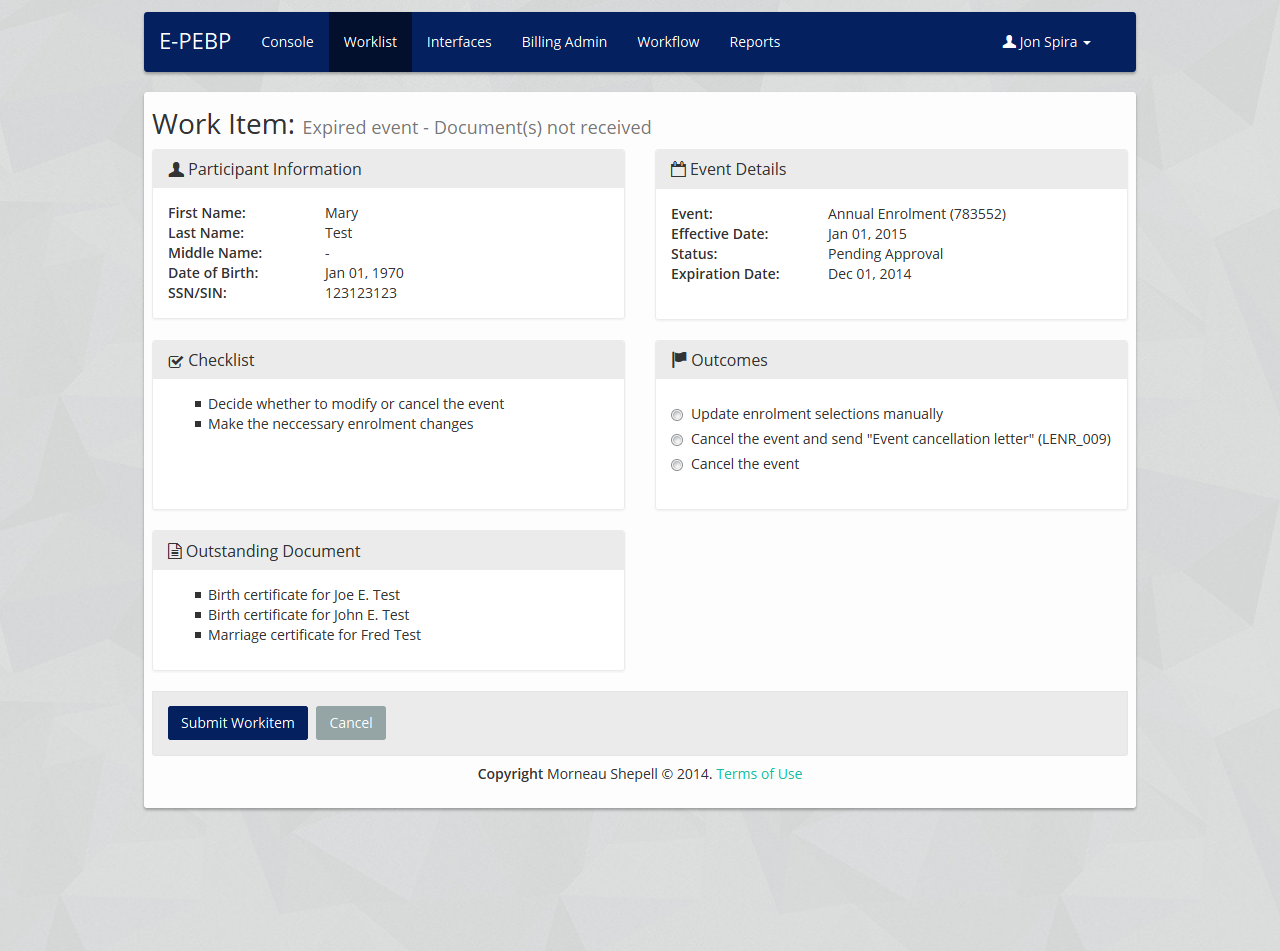 E-PEBP Console Worklist Interfaces Billing Admin Workflow Reports Jon Spira
Work Item: Expired event - Document(s) not received
Participant Information
First Name: Mary
Last Name: Test
Middle Name: -
Date of Birth: Jan 01, 1970
SSN/SIN: 123123123
Event Details
Event: Annual Enrolment (783552)
Effective Date: Jan 01, 2015
Status: Pending Approval
Expiration Date: Dec 01, 2014
Checklist
Decide whether to modify or cancel the event
Make the neccessary enrolment changes
Outcomes
Update enrolment selections manually
Cancel the event and send "Event cancellation letter" (LENR_009)
Cancel the event
Outstanding Document
Birth certificate for Joe E. Test
Birth certificate for John E. Test
Marriage certificate for Fred Test
Submit Workitem Cancel
Copyright Morneau Shepell © 2014. Terms of Use